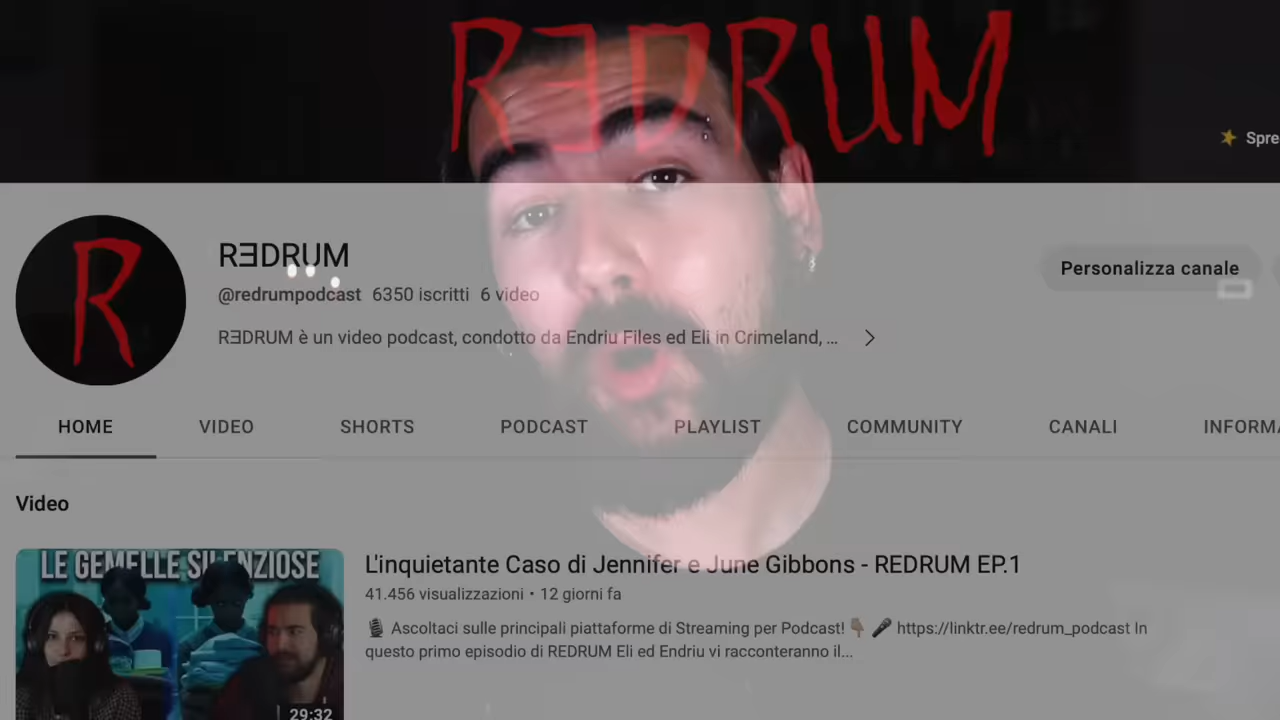 RƎDRUM
Spre
R
RƎDRUM
@redrumpodcast 6350 iscritti 6 video
Personalizza canale
RƎDRUM è un video podcast, condotto da Endriu Files ed Eli in Crimeland, ...
HOME VIDEO SHORTS PODCAST PLAYLIST COMMUNITY CANALI INFORMA
Video
LE GEMELLE SILENZIOSE
29:32
L'inquietante Caso di Jennifer e June Gibbons - REDRUM EP.1
41.456 visualizzazioni • 12 giorni fa
🎙 Ascoltaci sulle principali piattaforme di Streaming per Podcast!👇🏽 🎤 https://linktr.ee/redrum_podcast In
questo primo episodio di REDRUM Eli ed Endriu vi racconteranno il...